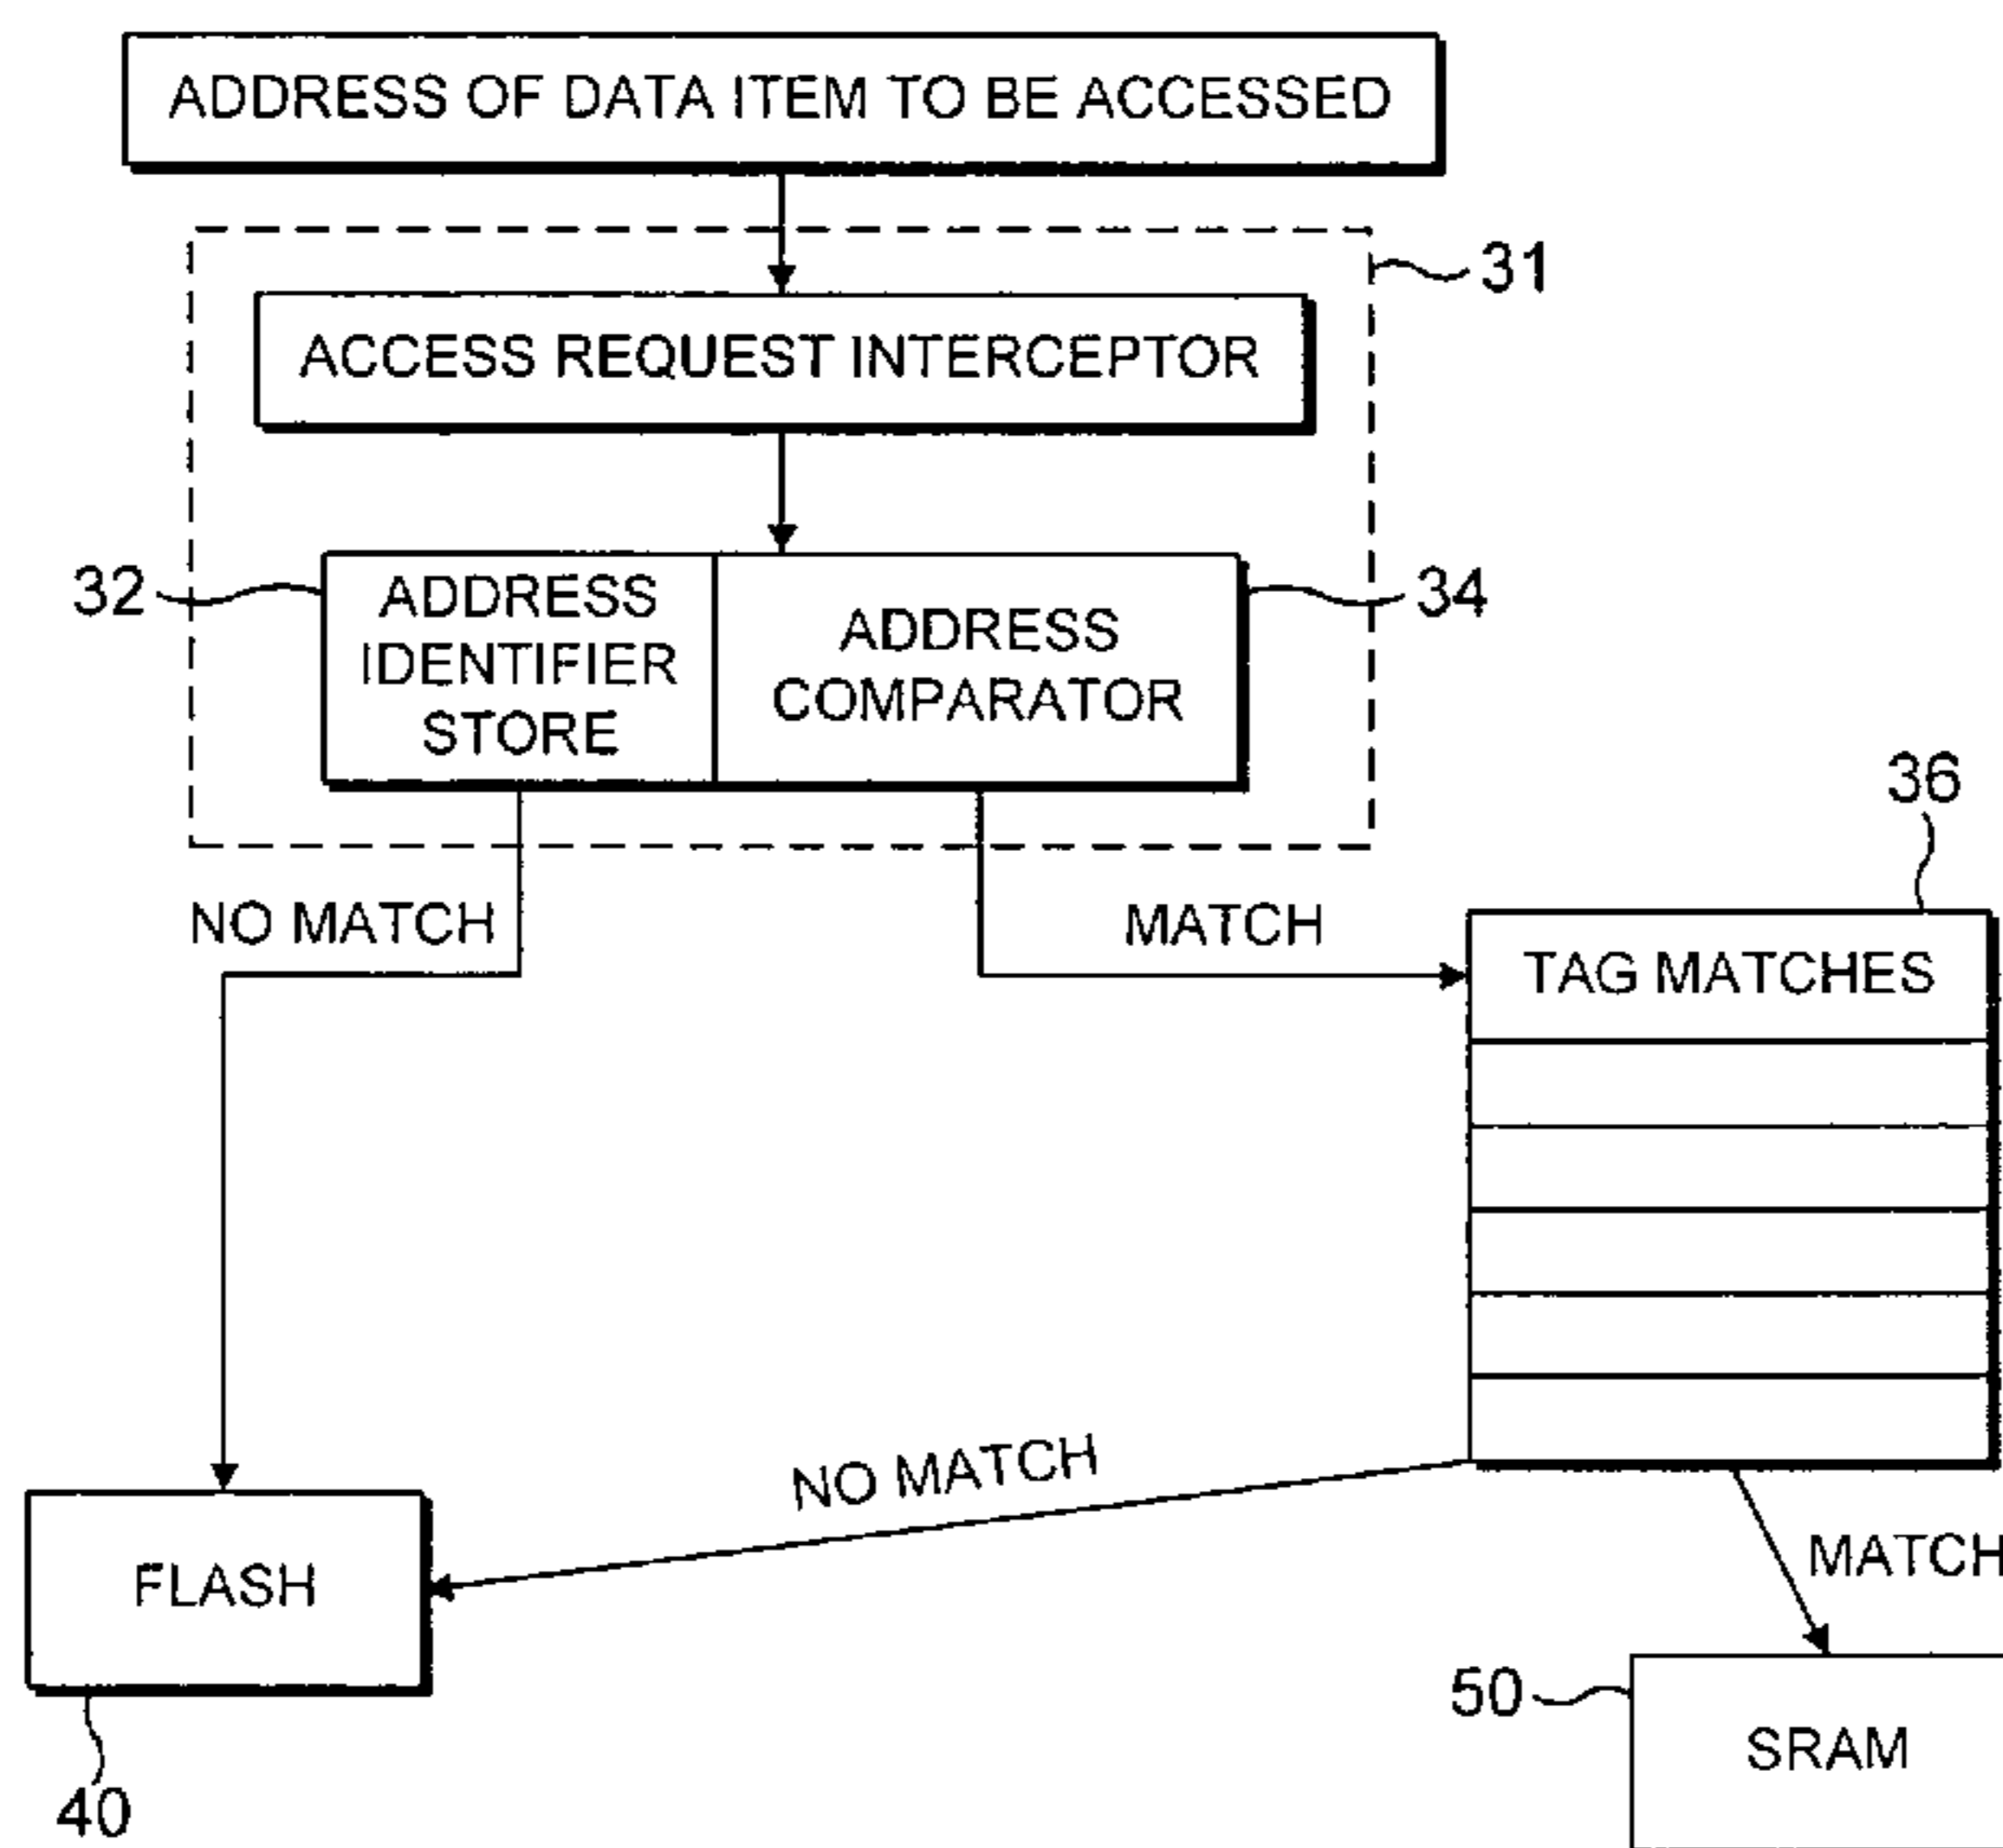 ADDRESS OF DATA ITEM TO BE ACCESSED
31
ACCESS REQUEST INTERCEPTOR
32
ADDRESS
IDENTIFIER
STORE
ADDRESS
COMPARATOR
34
36
NO MATCH
MATCH
TAG MATCHES
NO MATCH
MATCH
FLASH
50
SRAM
40